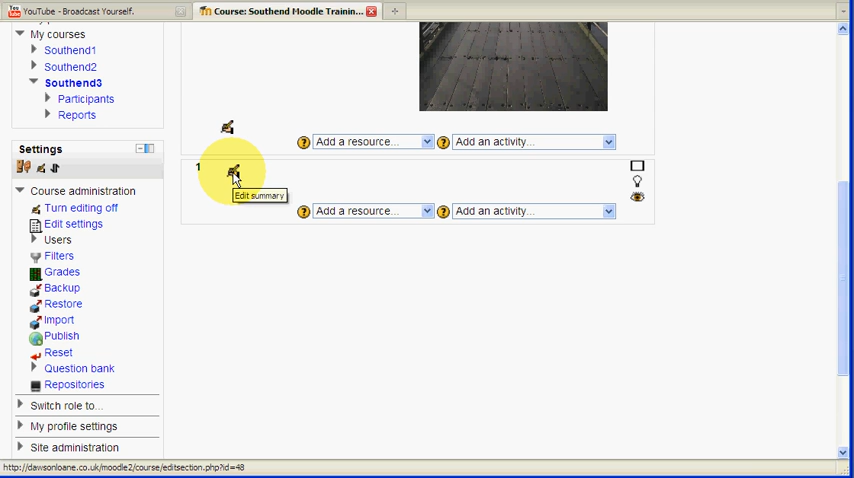 YouTube - Broadcast Yourself.
Course: Southend Moodle Trainin...
My courses
Southend1
Southend2
Southend3
Participants
Reports
Settings
Course administration
Turn editing off
Edit settings
Users
Filters
Grades
Backup
Restore
Import
Publish
Reset
Question bank
Repositories
Switch role to...
My profile settings
Site administration
Add a resource...
Add an activity...
1
Edit summary
Add a resource...
Add an activity...
http://dawsonloane.co.uk/moodle2/course/editsection.php?id=48